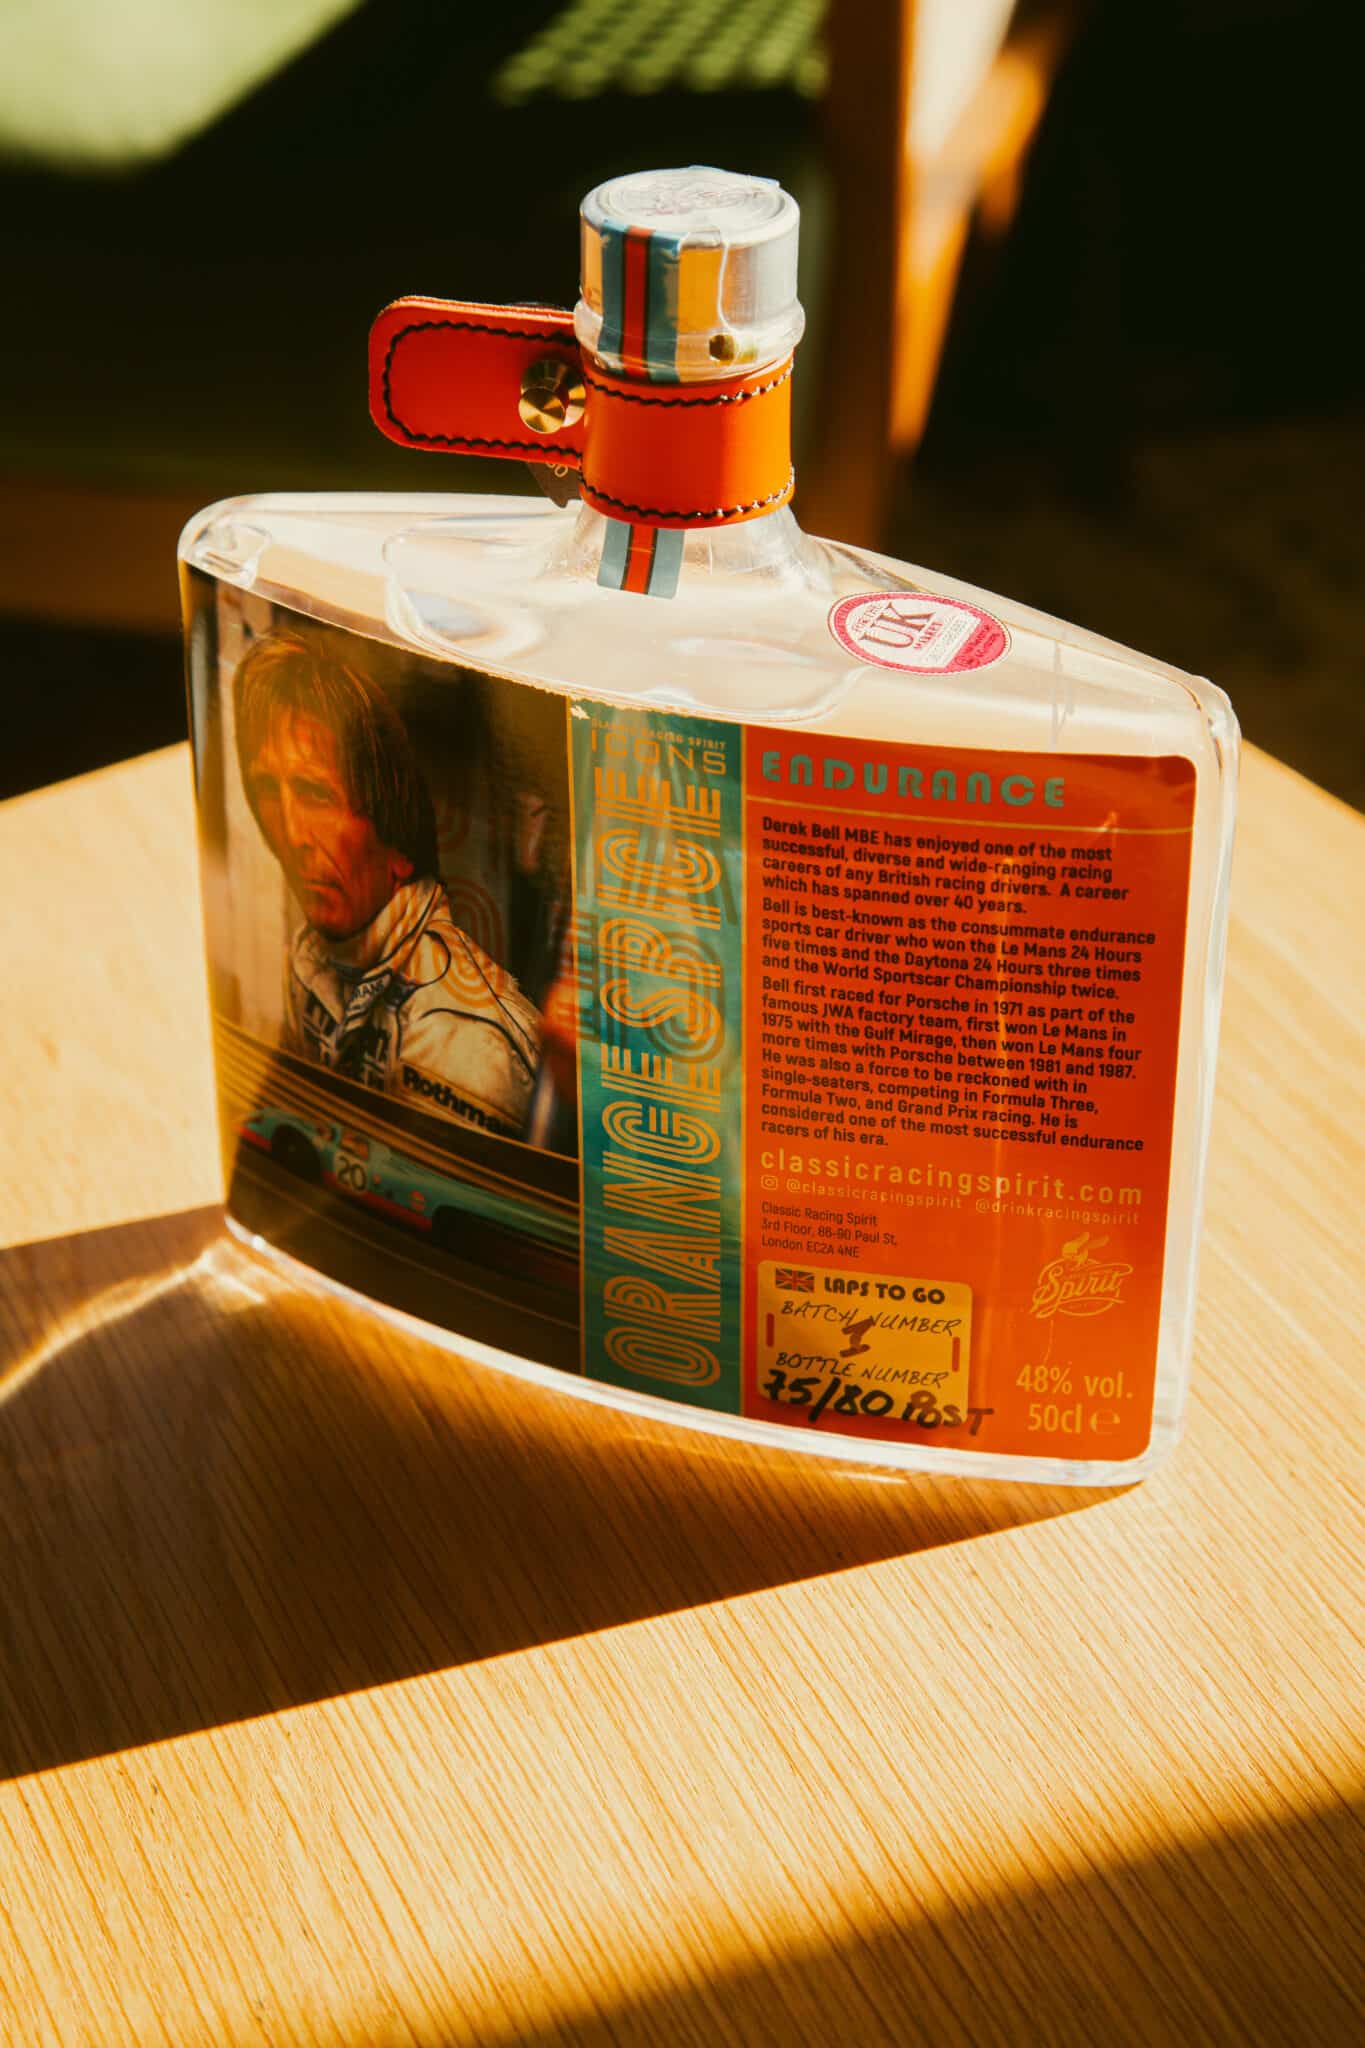 FOR THE
UK
MARKET
CLASSIC RACING SPIRIT
ICONS
ORANGE SPICE
Rothma
20
ENDURANCE
Derek Bell MBE has enjoyed one of the most
successful, diverse and wide-ranging racing
careers of any British racing drivers. A career
which has spanned over 40 years.
Bell is best-known as the consummate endurance
sports car driver who won the Le Mans 24 Hours
five times and the Daytona 24 Hours three times
and the World Sportscar Championship twice.
Bell first raced for Porsche in 1971 as part of the
famous JWA factory team, first won Le Mans in
1975 with the Gulf Mirage, then won Le Mans four
more times with Porsche between 1981 and 1987.
He was also a force to be reckoned with in
single-seaters, competing in Formula Three,
Formula Two, and Grand Prix racing. He is
considered one of the most successful endurance
racers of his era.
classicracingspirit.com
@classicracingspirit @drinkracingspirit
Classic Racing Spirit
3rd Floor, 86-90 Paul St,
London EC2A 4NE
Spirit
LAPS TO GO
BATCH NUMBER
1
BOTTLE NUMBER
75/80 POST
48% vol.
50cl ℮